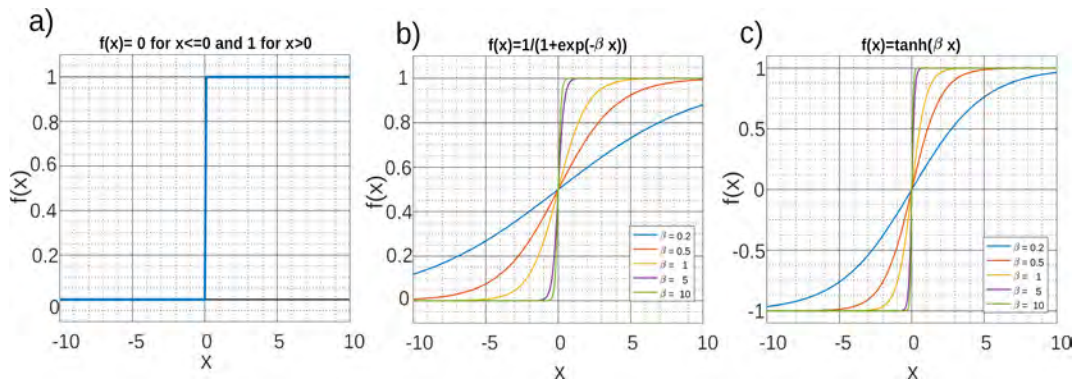 a)
f(x)= 0 for x<=0 and 1 for x>0
1
0.8
0.6
0.4
0.2
0
f(x)
-10 -5 0 5 10
X
b)
f(x)=1/(1+exp(-β x))
1
0.8
0.6
0.4
0.2
0
f(x)
β = 0.2
β = 0.5
β = 1
β = 5
β = 10
-10 -5 0 5 10
X
c)
f(x)=tanh(β x)
1
0.5
0
-0.5
-1
f(x)
β = 0.2
β = 0.5
β = 1
β = 5
β = 10
-10 -5 0 5 10
X